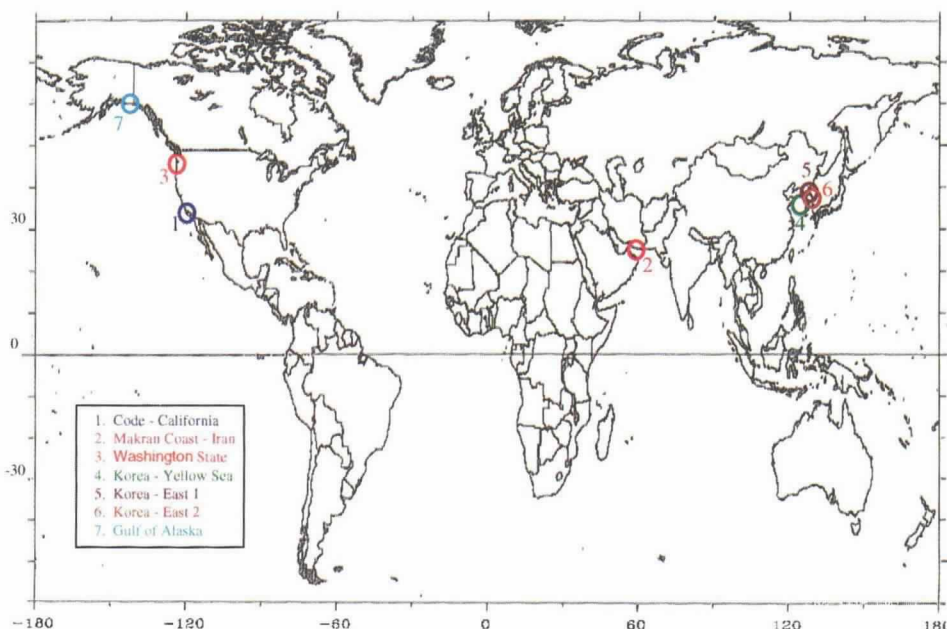 7
3
1
5
6
4
2
30
0
-30
1. Code - California
2. Makran Coast - Iran
3. Washington State
4. Korea - Yellow Sea
5. Korea - East 1
6. Korea - East 2
7. Gulf of Alaska
-180 -120 -60 0 60 120 180